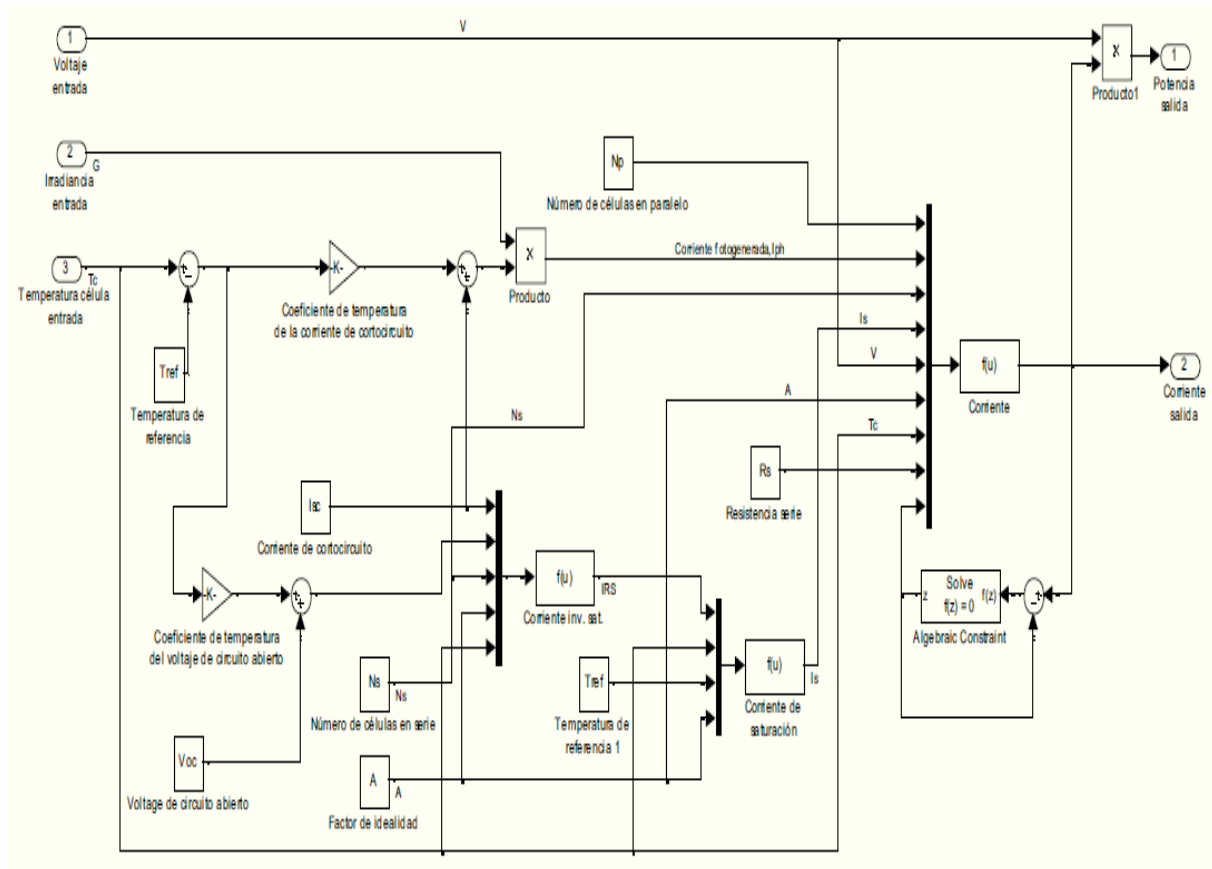 V
1
Voltaje
entrada
X
Producto1
1
Potencia
salida
2
G
Irradiancia
entrada
Np
Número de células en paralelo
3
Tc
Temperatura célula
entrada
-K-
Coeficiente de temperatura
de la corriente de cortocircuito
X
Producto
Corriente fotogenerada,Iph
Is
V
A
Ns
Tc
f(u)
Corriente
2
Corriente
salida
Tref
Temperatura de
referencia
Rs
Resistencia serie
Isc
Corriente de cortocircuito
-K-
Coeficiente de temperatura
del voltaje de circuito abierto
f(u)
IRS
Corriente inv. sat.
Solve
f(z) = 0
z
f(z)
Algebraic Constraint
Ns
Ns
Número de células en serie
Tref
Temperatura de
referencia 1
f(u)
Is
Corriente de
saturación
Voc
Voltage de circuito abierto
A
A
Factor de idealidad